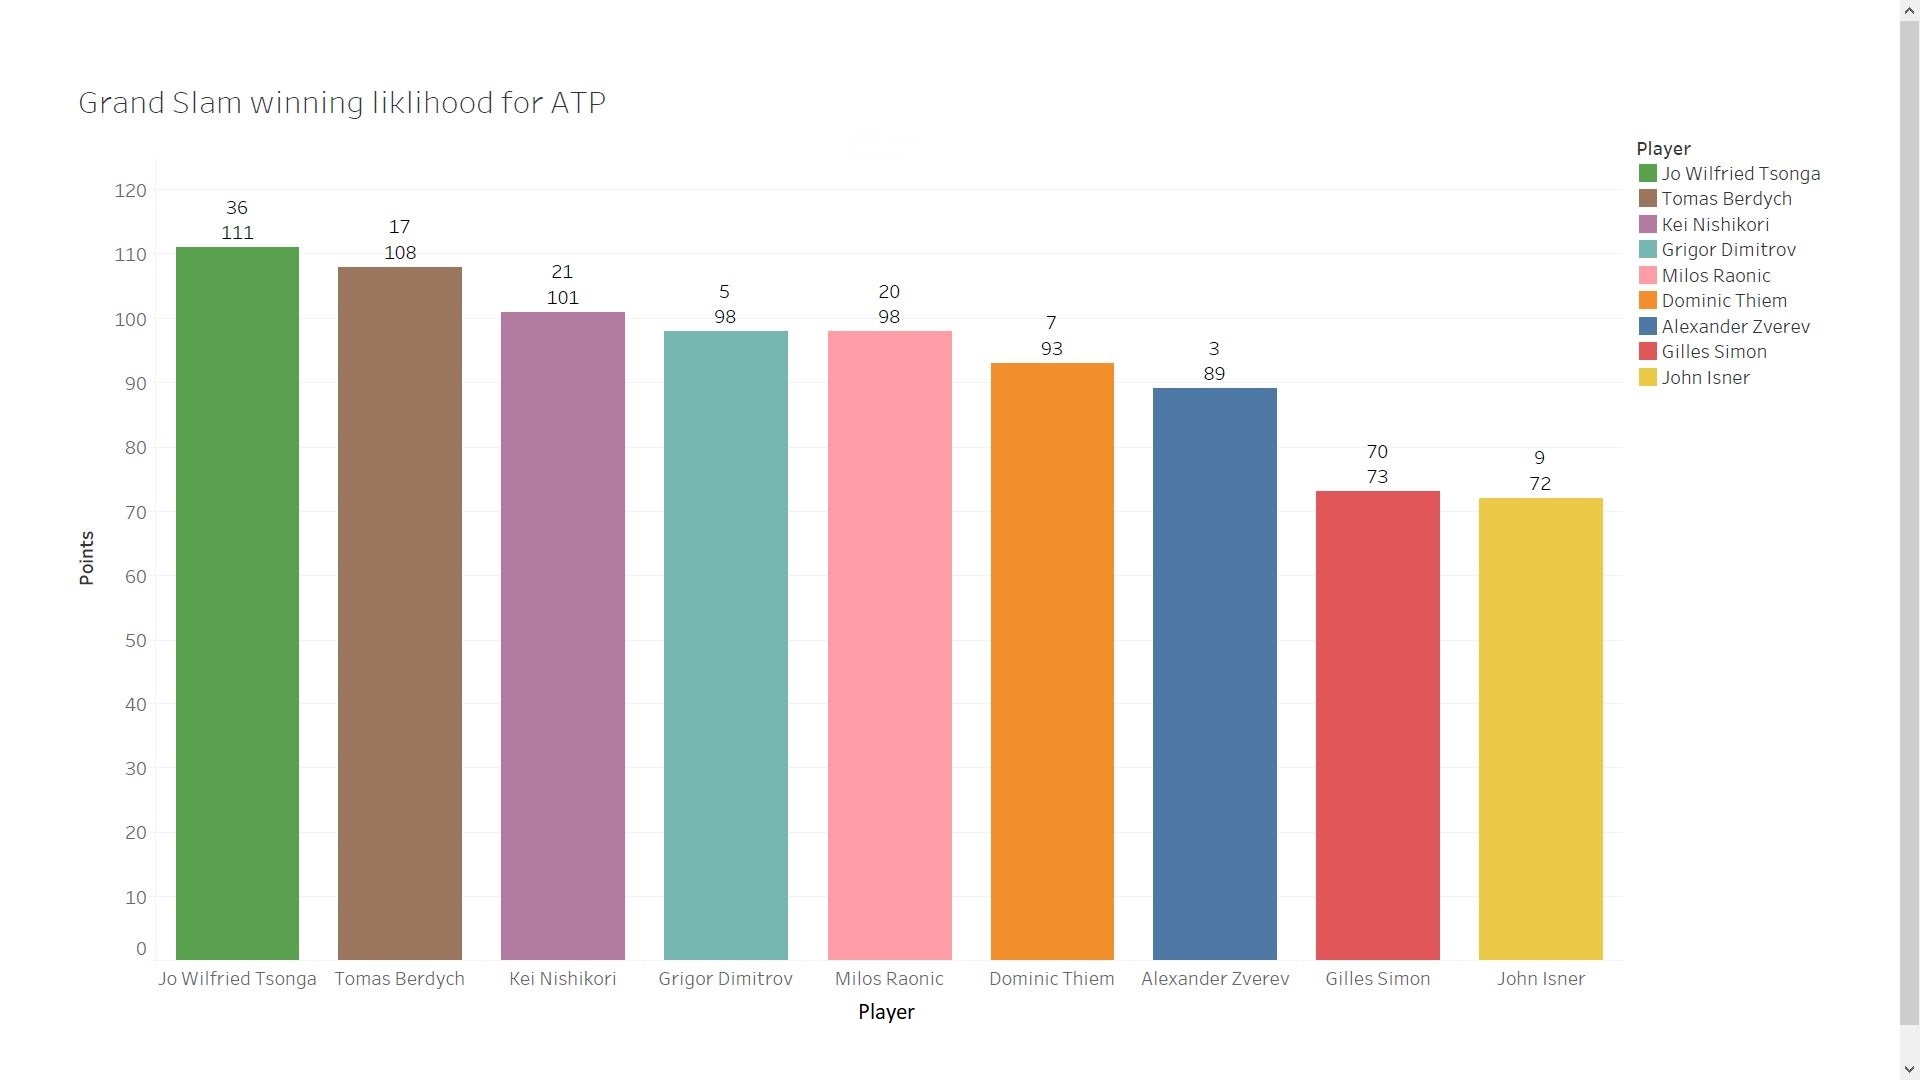 Grand Slam winning liklihood for ATP
Player
Jo Wilfried Tsonga
Tomas Berdych
Kei Nishikori
Grigor Dimitrov
Milos Raonic
Dominic Thiem
Alexander Zverev
Gilles Simon
John Isner
Points
120
110
100
90
80
70
60
50
40
30
20
10
0
36
111
17
108
21
101
5
98
20
98
7
93
3
89
70
73
9
72
Jo Wilfried Tsonga
Tomas Berdych
Kei Nishikori
Grigor Dimitrov
Milos Raonic
Dominic Thiem
Alexander Zverev
Gilles Simon
John Isner
Player